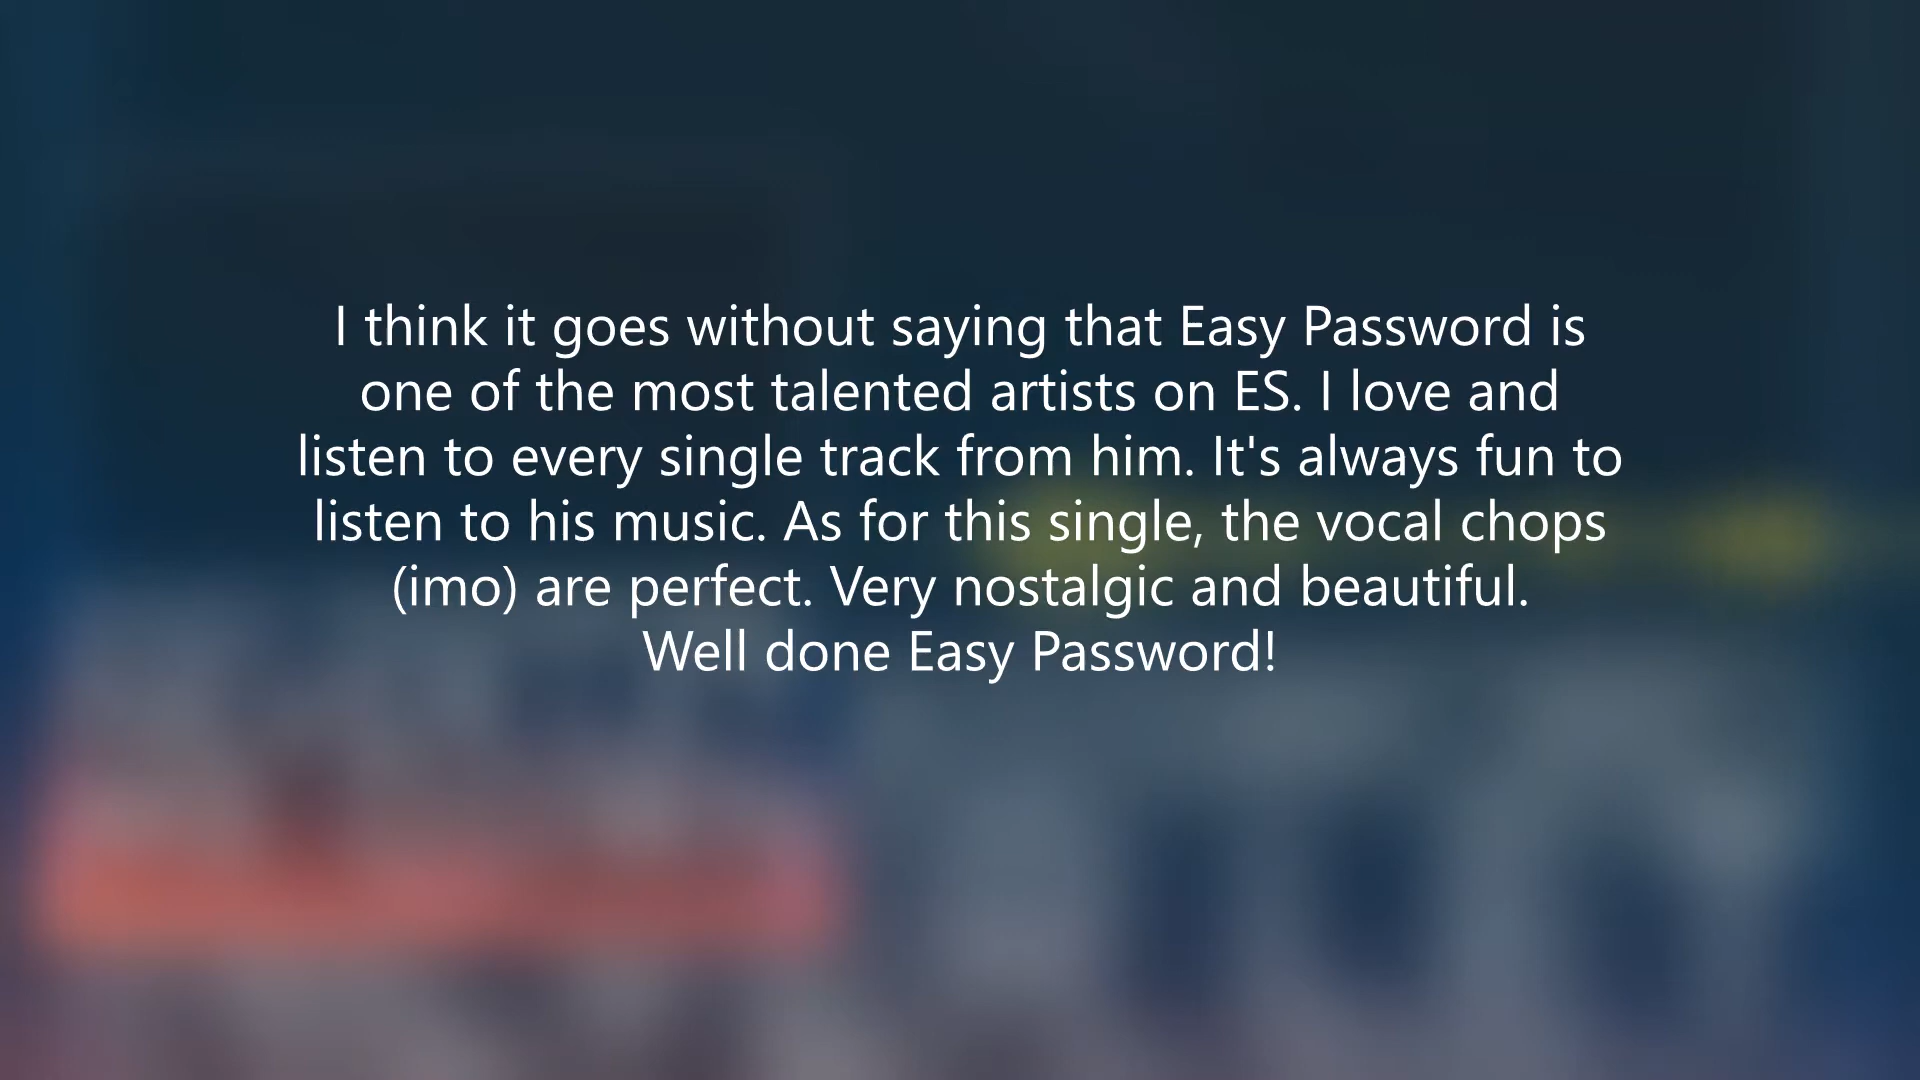 I think it goes without saying that Easy Password is
one of the most talented artists on ES. I love and
listen to every single track from him. It's always fun to
listen to his music. As for this single, the vocal chops
(imo) are perfect. Very nostalgic and beautiful.
Well done Easy Password!